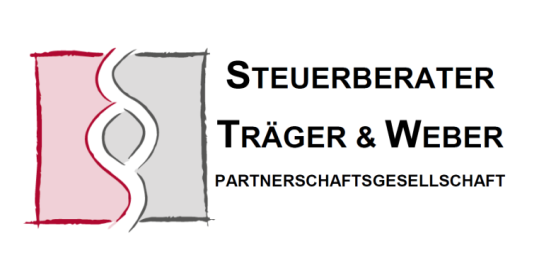 STEUERBERATER
TRÄGER & WEBER
PARTNERSCHAFTSGESELLSCHAFT